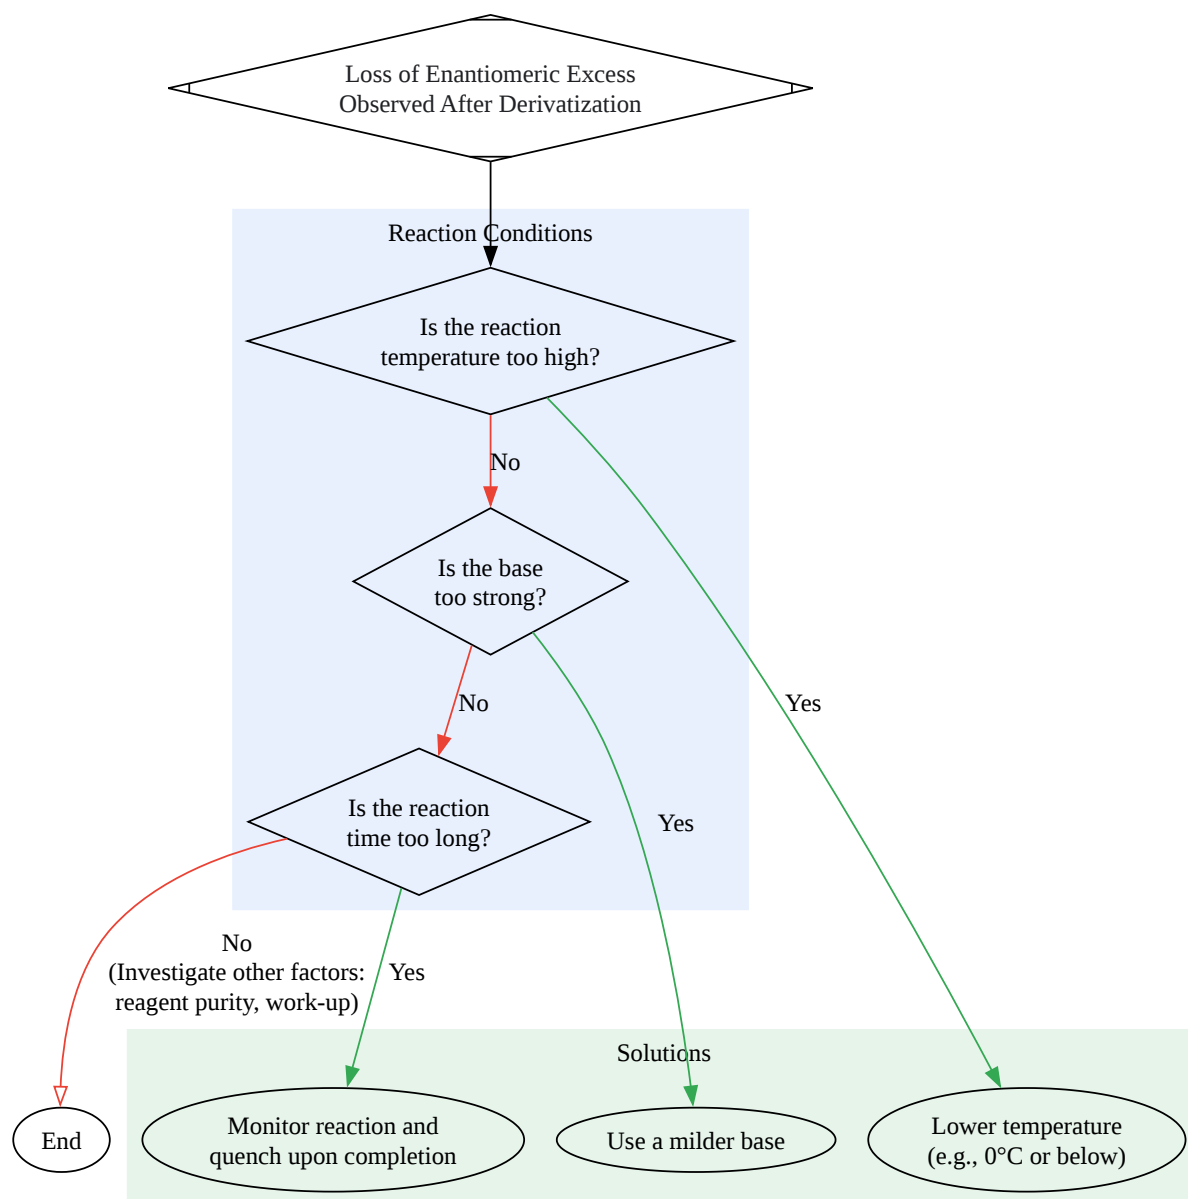 Loss of Enantiomeric Excess
Observed After Derivatization
Reaction Conditions
Is the reaction
temperature too high?
No
Is the base
too strong?
No
Yes
Is the reaction
time too long?
Yes
No
(Investigate other factors:
reagent purity, work-up)
Yes
Solutions
End
Monitor reaction and
quench upon completion
Use a milder base
Lower temperature
(e.g., 0°C or below)